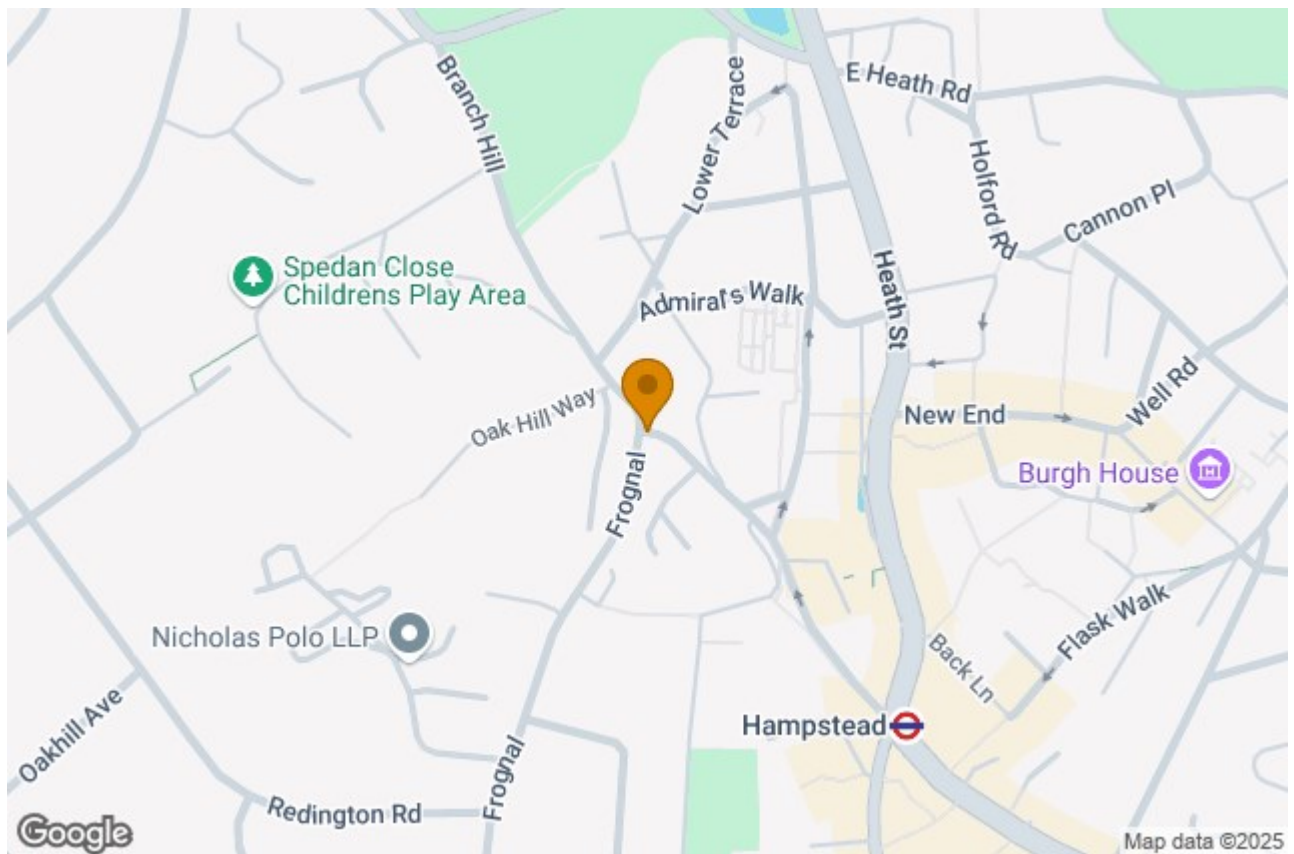 Branch Hill
Lower Terrace
E Heath Rd
Holford Rd
Cannon Pl
Spedan Close
Childrens Play Area
Admiral's Walk
Heath St
Oak Hill Way
New End
Well Rd
Burgh House
Frognal
Nicholas Polo LLP
Flask Walk
Back Ln
Oakhill Ave
Hampstead
Frognal
Redington Rd
Google
Map data ©2025